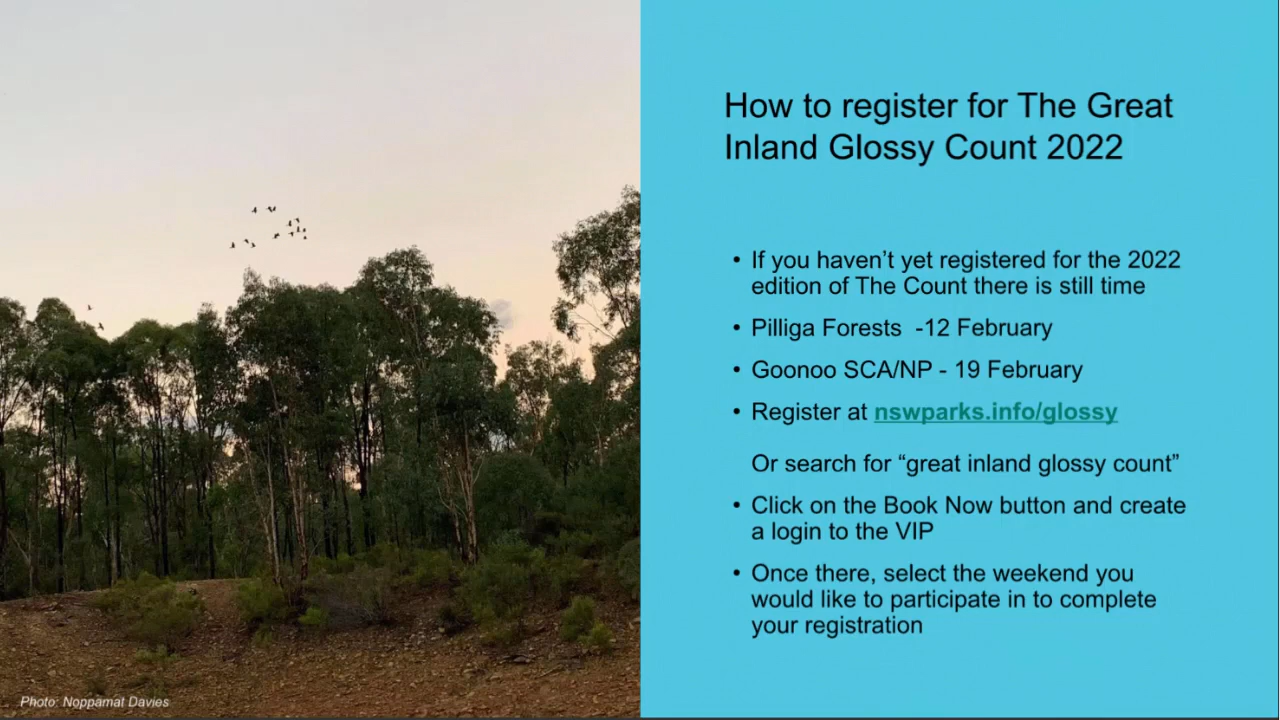 How to register for The Great
Inland Glossy Count 2022
• If you haven’t yet registered for the 2022
edition of The Count there is still time
• Pilliga Forests  -12 February
• Goonoo SCA/NP - 19 February
• Register at nswparks.info/glossy
Or search for “great inland glossy count”
• Click on the Book Now button and create
a login to the VIP
• Once there, select the weekend you
would like to participate in to complete
your registration
Photo: Noppamat Davies